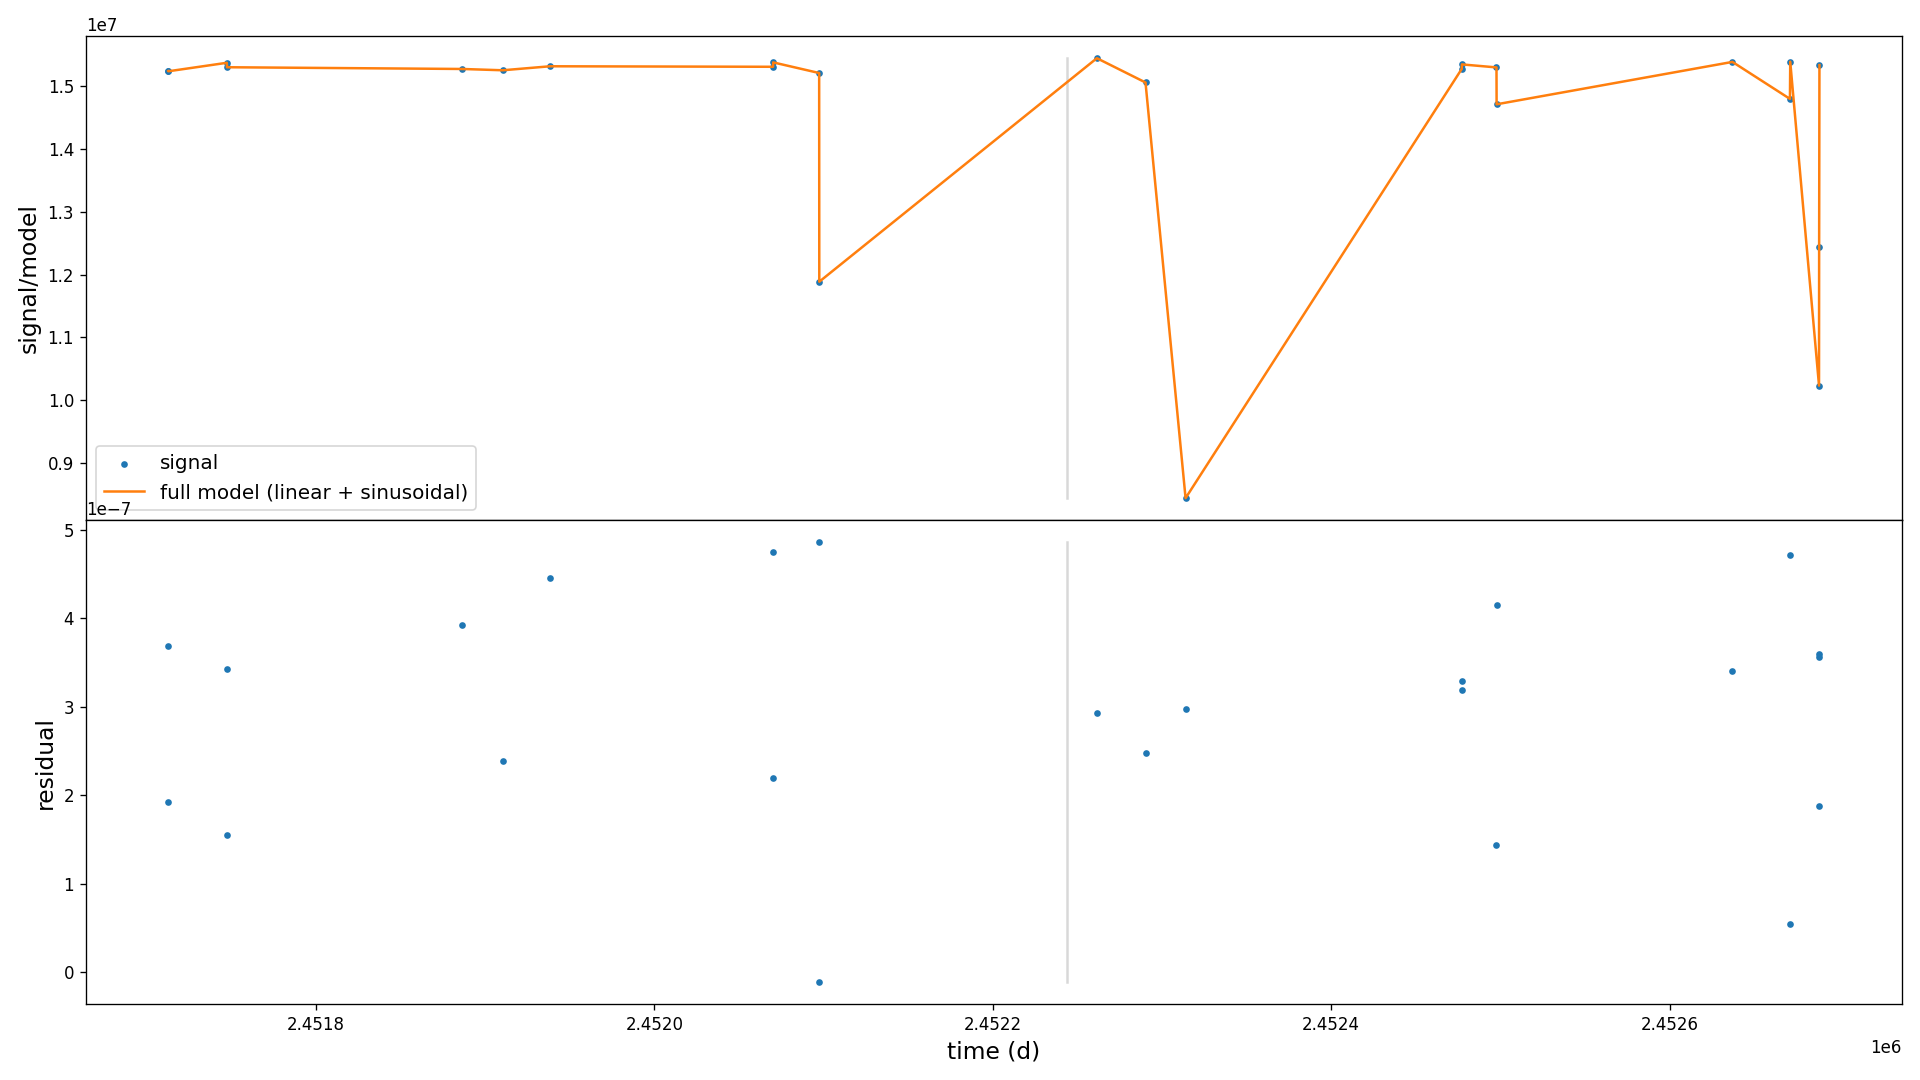 1e7
1.5
1.4
1.3
1.2
1.1
1.0
0.9
signal/model
signal
full model (linear + sinusoidal)
1e−7
5
4
3
2
1
0
residual
2.4518
2.4520
2.4522
2.4524
2.4526
time (d)
1e6